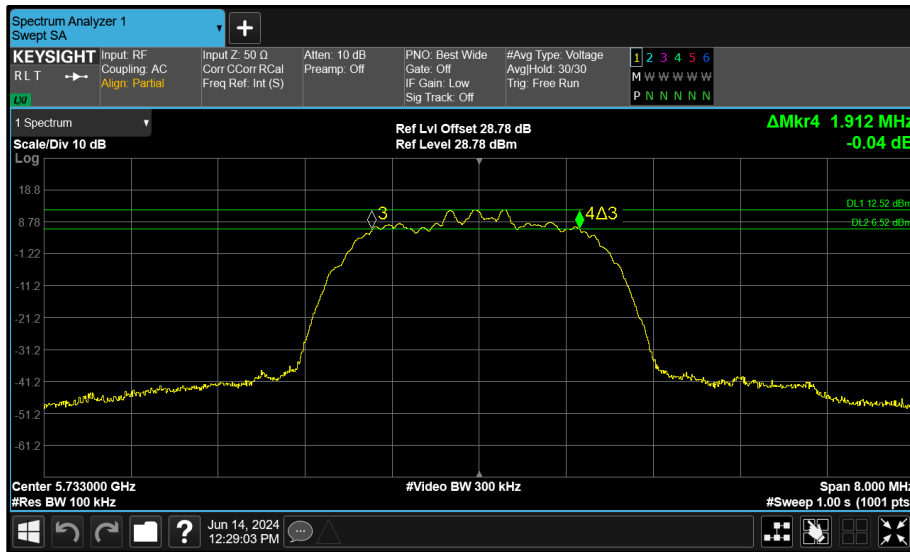 Spectrum Analyzer 1
Swept SA
KEYSIGHT
R L T
LXI
Input: RF
Coupling: AC
Align: Partial
Input Z: 50 Ω
Corr CCorr RCal
Freq Ref: Int (S)
Atten: 10 dB
Preamp: Off
PNO: Best Wide
Gate: Off
IF Gain: Low
Sig Track: Off
#Avg Type: Voltage
Avg|Hold: 30/30
Trig: Free Run
1 2 3 4 5 6
M W W W W W
P N N N N N
1 Spectrum
Scale/Div 10 dB
Ref Lvl Offset 28.78 dB
Ref Level 28.78 dBm
ΔMkr4 1.912 MHz
-0.04 dB
Log
18.8
DL1 12.52 dBm
3
4Δ3
8.78
DL2 6.52 dBm
-1.22
-11.2
-21.2
-31.2
-41.2
-51.2
-61.2
Center 5.733000 GHz
#Video BW 300 kHz
Span 8.000 MHz
#Res BW 100 kHz
#Sweep 1.00 s (1001 pts
?
Jun 14, 2024
12:29:03 PM